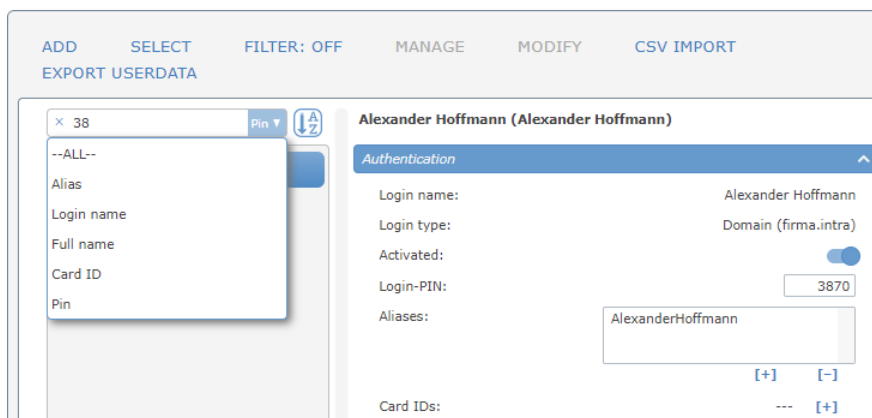 ADD SELECT FILTER: OFF MANAGE MODIFY CSV IMPORT
EXPORT USERDATA
× 38 Pin ▼ A Z
--ALL--
Alias
Login name
Full name
Card ID
Pin
Alexander Hoffmann (Alexander Hoffmann)
Authentication
Login name: Alexander Hoffmann
Login type: Domain (firma.intra)
Activated:
Login-PIN: 3870
Aliases: AlexanderHoffmann
[+] [−]
Card IDs: --- [+]